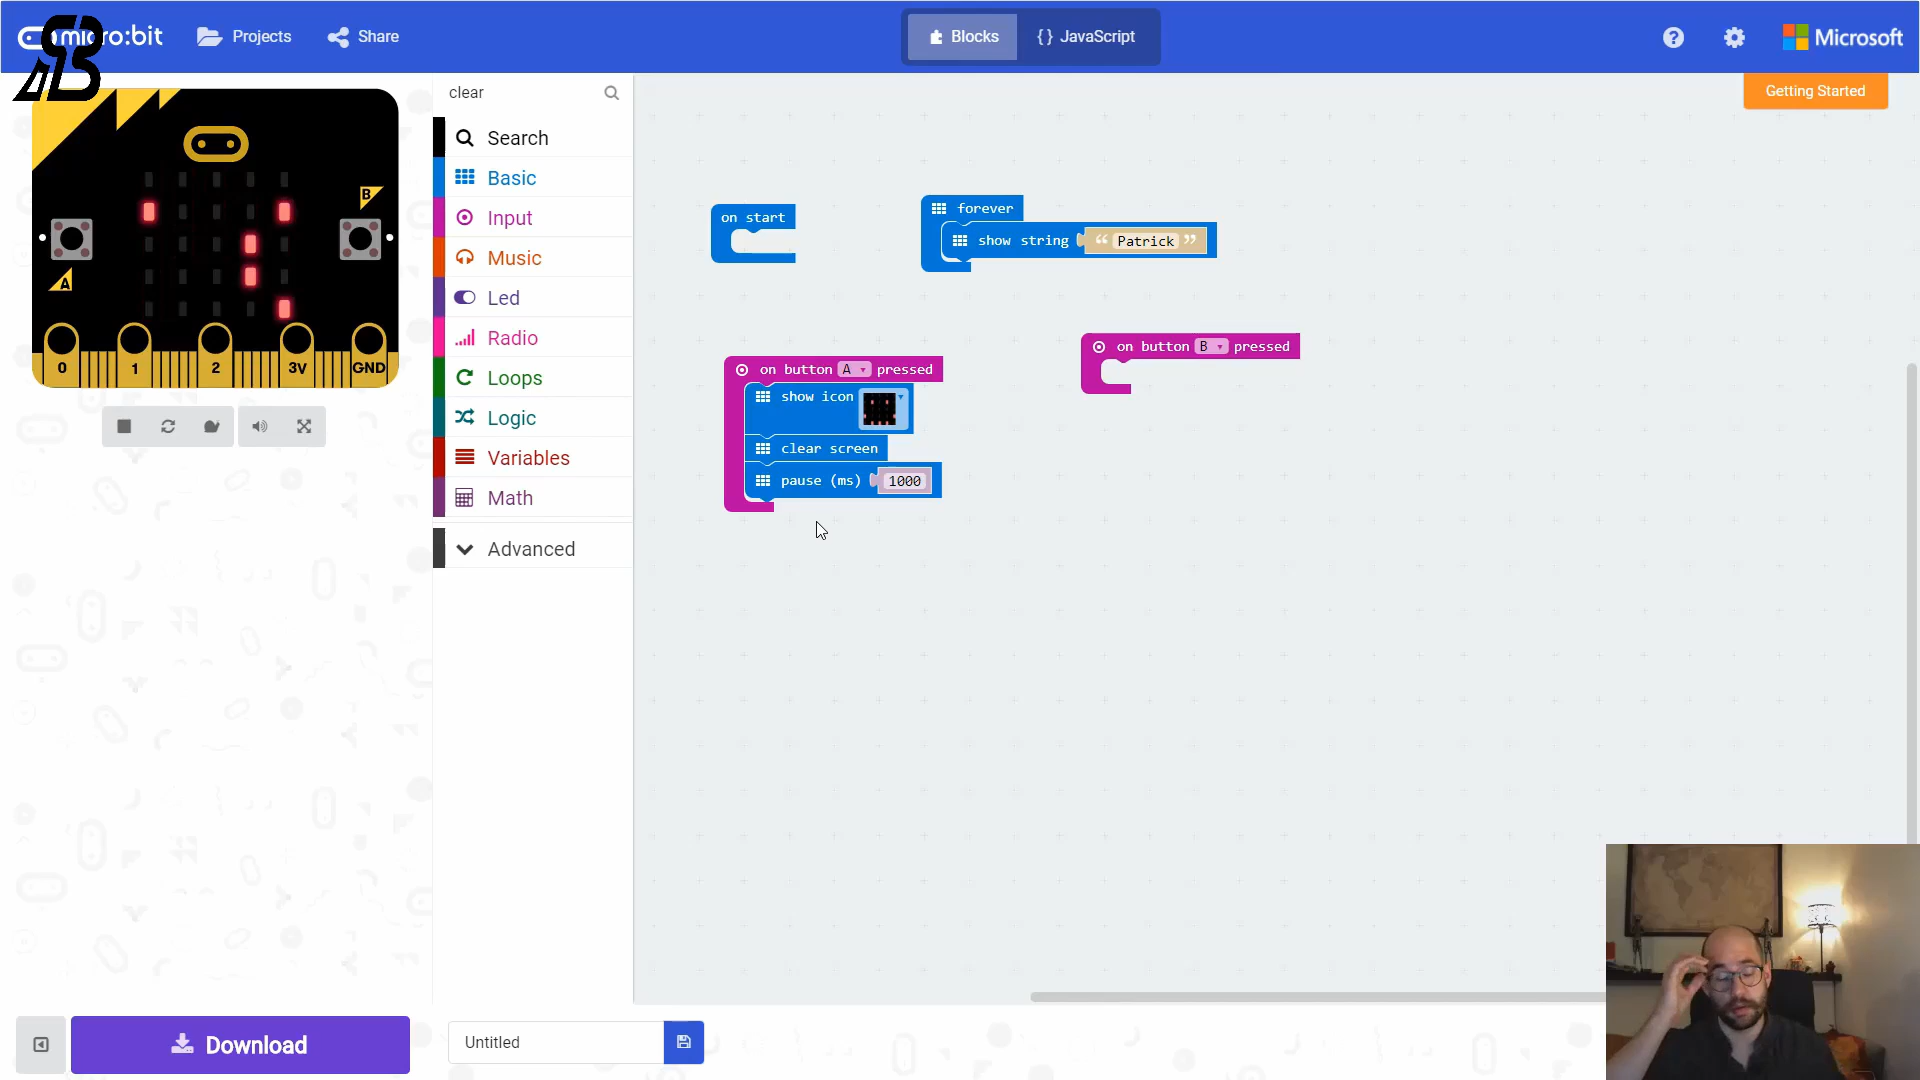 micro:bit
Projects
Share
Blocks
{} JavaScript
Microsoft
Getting Started
clear
Search
Basic
Input
Music
Led
Radio
Loops
Logic
Variables
Math
Advanced
B
A
0 1 2 3V GND
on start
forever
show string “ Patrick ”
on button A pressed
show icon
clear screen
pause (ms) 1000
on button B pressed
Download
Untitled